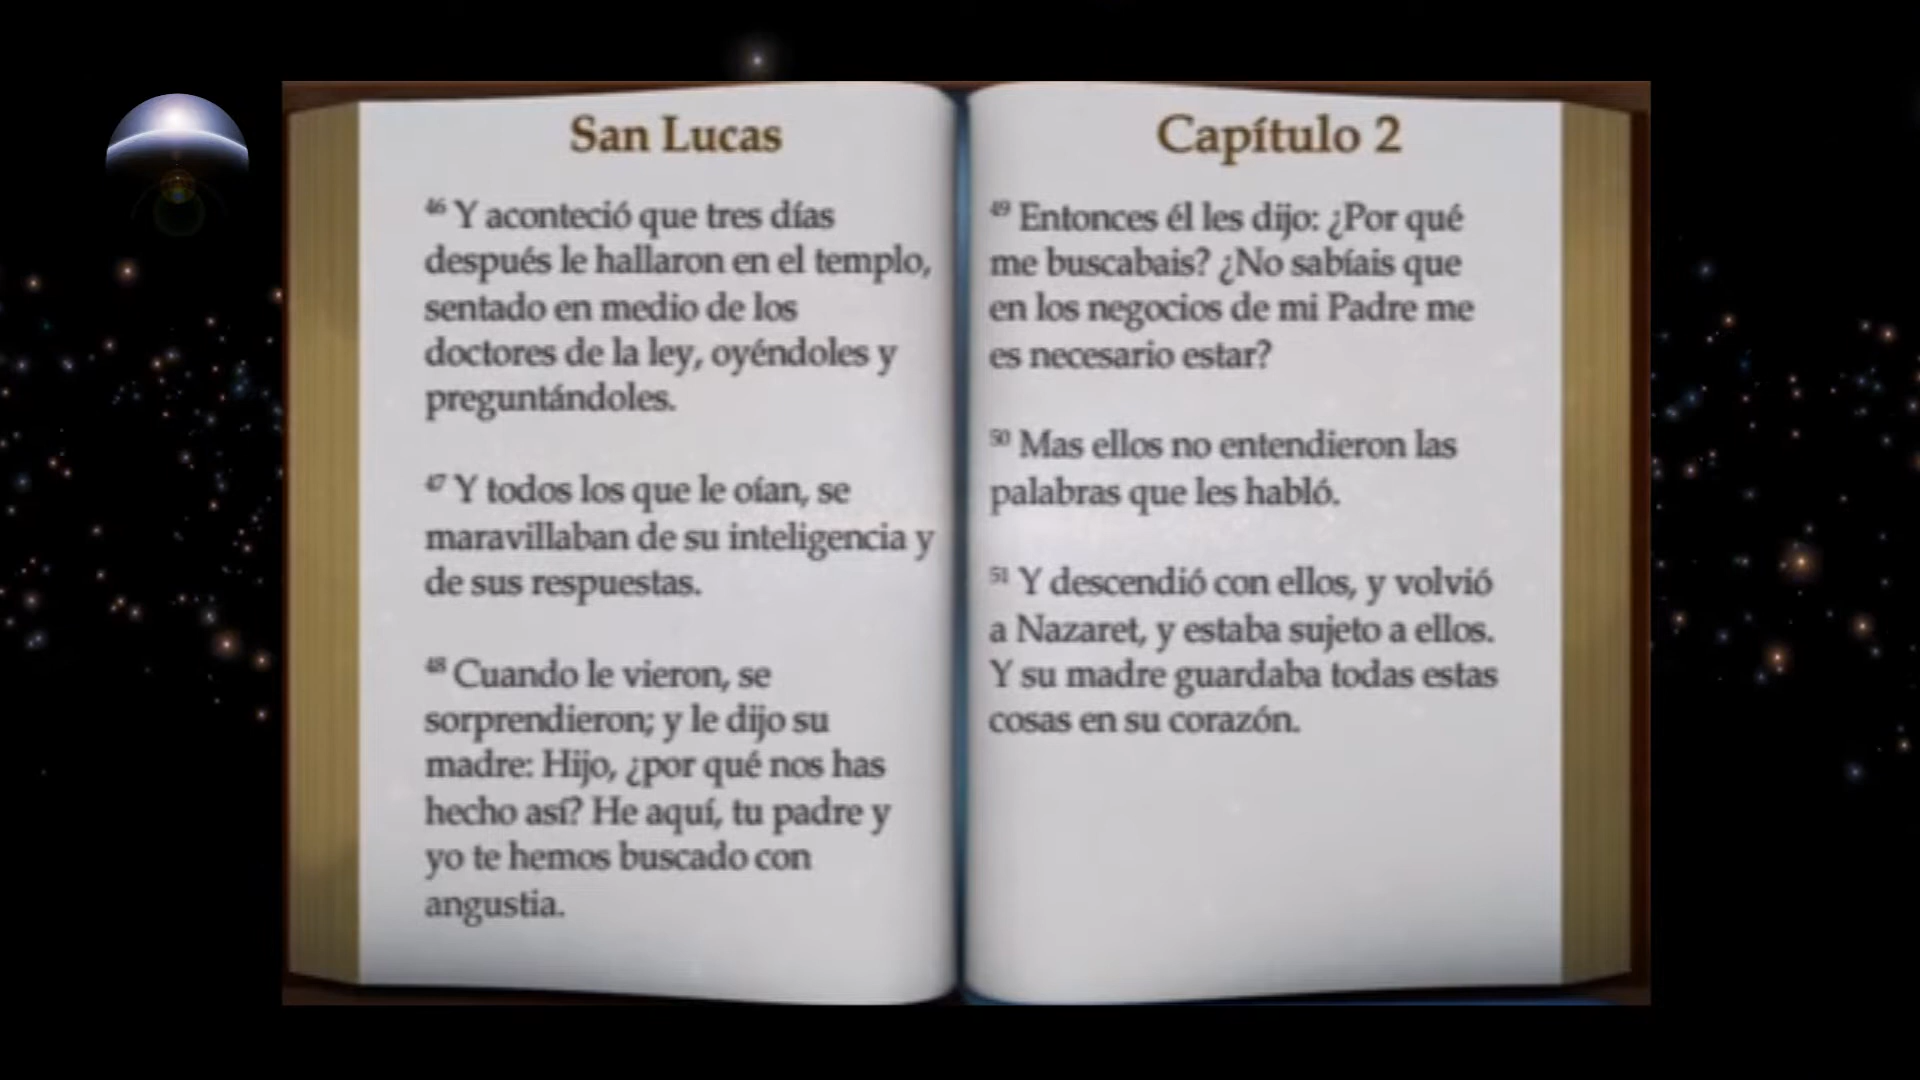 San Lucas
46 Y aconteció que tres días
después le hallaron en el templo,
sentado en medio de los
doctores de la ley, oyéndoles y
preguntándoles.
47 Y todos los que le oían, se
maravillaban de su inteligencia y
de sus respuestas.
48 Cuando le vieron, se
sorprendieron; y le dijo su
madre: Hijo, ¿por qué nos has
hecho así? He aquí, tu padre y
yo te hemos buscado con
angustia.
Capítulo 2
49 Entonces él les dijo: ¿Por qué
me buscabais? ¿No sabíais que
en los negocios de mi Padre me
es necesario estar?
50 Mas ellos no entendieron las
palabras que les habló.
51 Y descendió con ellos, y volvió
a Nazaret, y estaba sujeto a ellos.
Y su madre guardaba todas estas
cosas en su corazón.